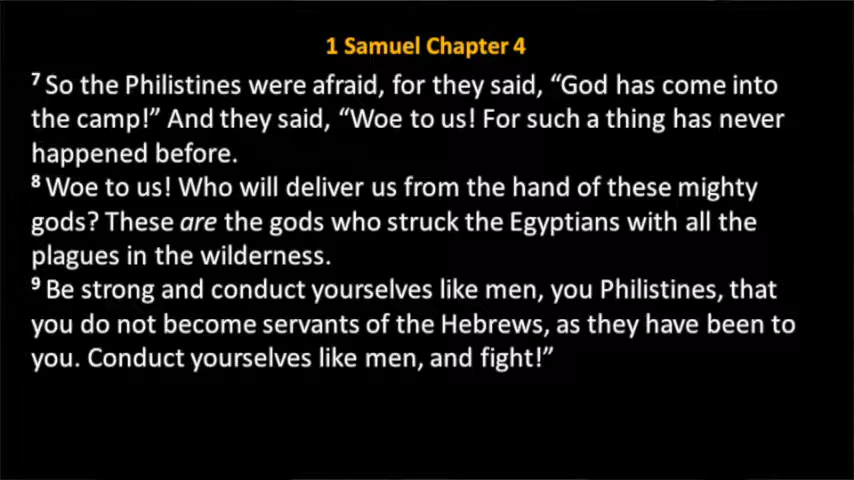 1 Samuel Chapter 4
7 So the Philistines were afraid, for they said, “God has come into
the camp!” And they said, “Woe to us! For such a thing has never
happened before.
8 Woe to us! Who will deliver us from the hand of these mighty
gods? These are the gods who struck the Egyptians with all the
plagues in the wilderness.
9 Be strong and conduct yourselves like men, you Philistines, that
you do not become servants of the Hebrews, as they have been to
you. Conduct yourselves like men, and fight!”